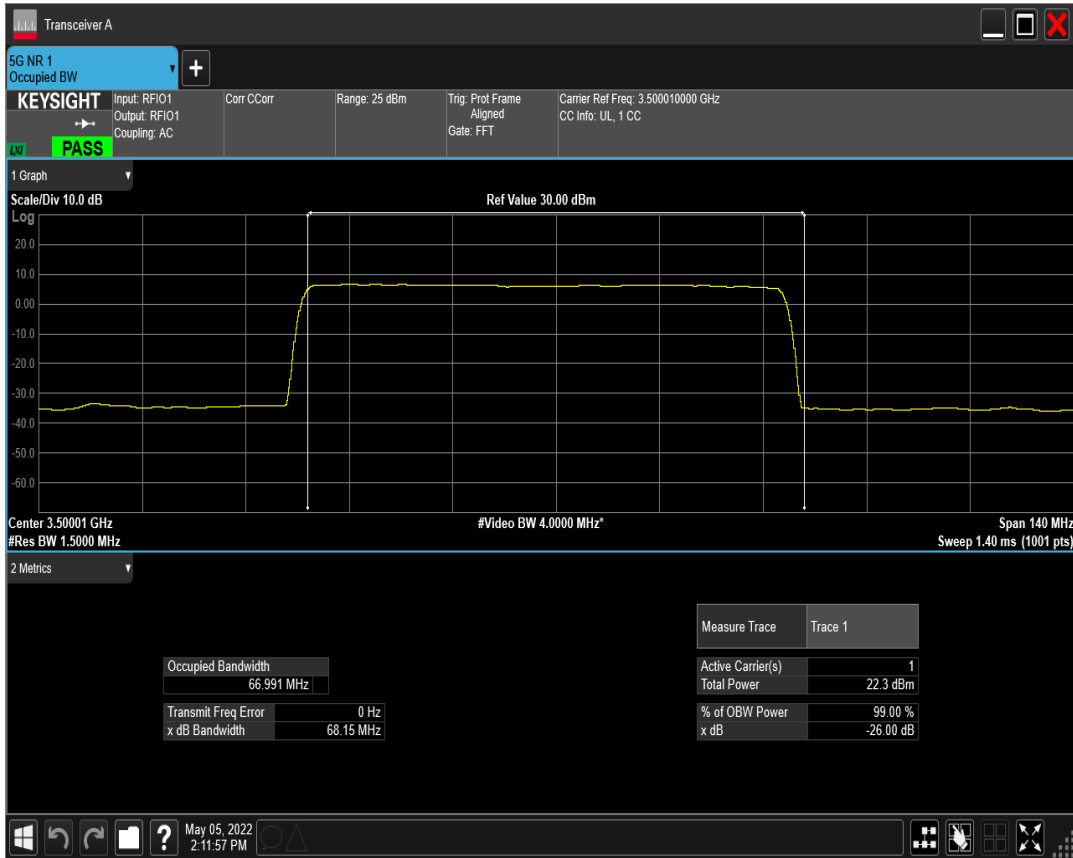 Transceiver A
5G NR 1
Occupied BW
KEYSIGHT
LXI
PASS
Input: RFIO1
Output: RFIO1
Coupling: AC
Corr CCorr
Range: 25 dBm
Trig: Prot Frame
Aligned
Gate: FFT
Carrier Ref Freq: 3.500010000 GHz
CC Info: UL, 1 CC
1 Graph
Scale/Div 10.0 dB
Ref Value 30.00 dBm
Log
20.0
10.0
0.00
-10.0
-20.0
-30.0
-40.0
-50.0
-60.0
Center 3.50001 GHz
#Video BW 4.0000 MHz*
Span 140 MHz
#Res BW 1.5000 MHz
Sweep 1.40 ms (1001 pts)
2 Metrics
Measure Trace Trace 1
Occupied Bandwidth
66.991 MHz
Active Carrier(s) 1
Total Power 22.3 dBm
Transmit Freq Error 0 Hz
x dB Bandwidth 68.15 MHz
% of OBW Power 99.00 %
x dB -26.00 dB
?
May 05, 2022
2:11:57 PM